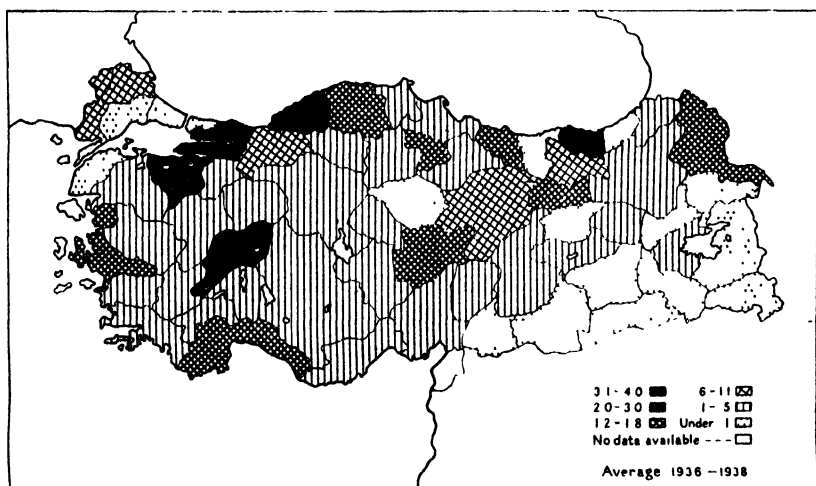 31-40 6-11
20-30 1-5
12-18 Under 1
No data available ---
Average 1936-1938